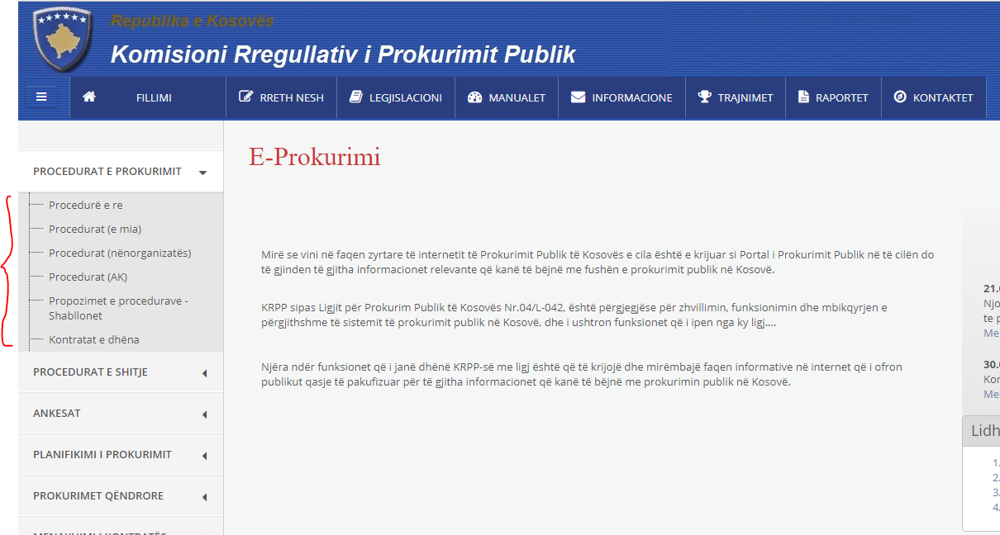 Republika e Kosovës
Komisioni Rregullativ i Prokurimit Publik
FILLIMI
RRETH NESH
LEGJISLACIONI
MANUALET
INFORMACIONE
TRAJNIMET
RAPORTET
KONTAKTET
PROCEDURAT E PROKURIMIT
Procedurë e re
Procedurat (e mia)
Procedurat (nënorganizatës)
Procedurat (AK)
Propozimet e procedurave -
Shabllonet
Kontratat e dhëna
PROCEDURAT E SHITJE
ANKESAT
PLANIFIKIMI I PROKURIMIT
PROKURIMET QËNDRORE
E-Prokurimi
Mirë se vini në faqen zyrtare të internetit të Prokurimit Publik të Kosovës e cila është e krijuar si Portal i Prokurimit Publik në të cilën do
të gjinden të gjitha informacionet relevante që kanë të bëjnë me fushën e prokurimit publik në Kosovë.
KRPP sipas Ligjit për Prokurim Publik të Kosovës Nr.04/L-042, është përgjegjëse për zhvillimin, funksionimin dhe mbikqyrjen e
përgjithshme të sistemit të prokurimit publik në Kosovë, dhe i ushtron funksionet që i ipen nga ky ligj....
Njëra ndër funksionet që i janë dhënë KRPP-së me ligj është që të krijojë dhe mirëmbajë faqen informative në internet që i ofron
publikut qasje të pakufizuar për të gjitha informacionet që kanë të bëjnë me prokurimin publik në Kosovë.
21.
Njo
te p
Me
30.
Kor
Me
Lidh
1.
2.
3.
4.